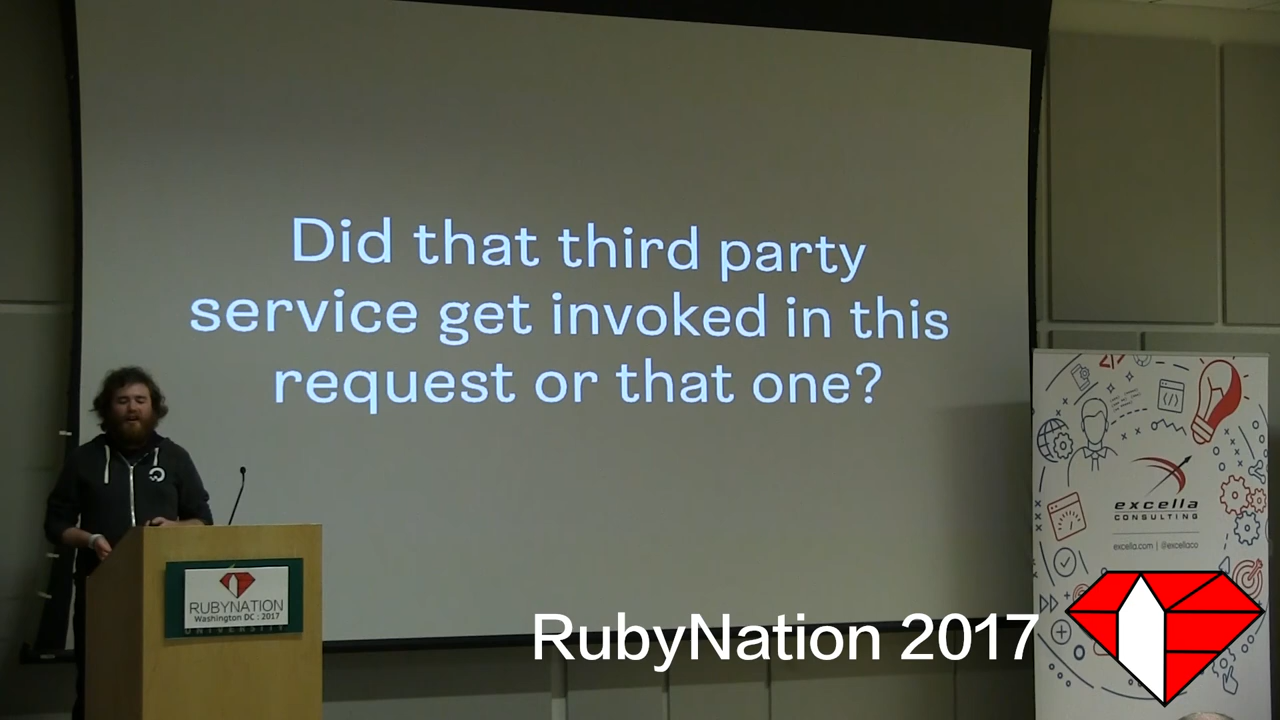 Did that third party
service get invoked in this
request or that one?
excella
CONSULTING
excella.com | @excellaco
RUBYNATION
Washington DC : 2017
UNIVERSITY
RubyNation 2017